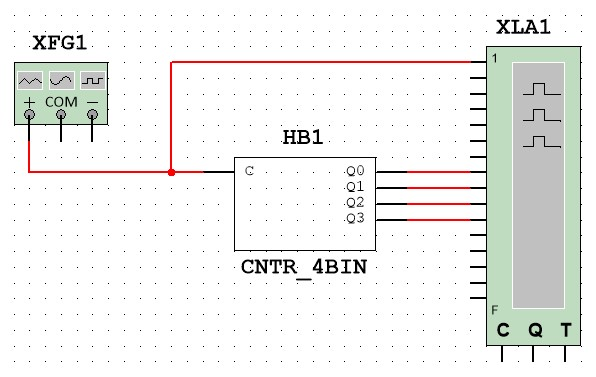 XLA1
XFG1
1
+ COM −
HB1
C Q0
Q1
Q2
Q3
CNTR_4BIN
F
C Q T